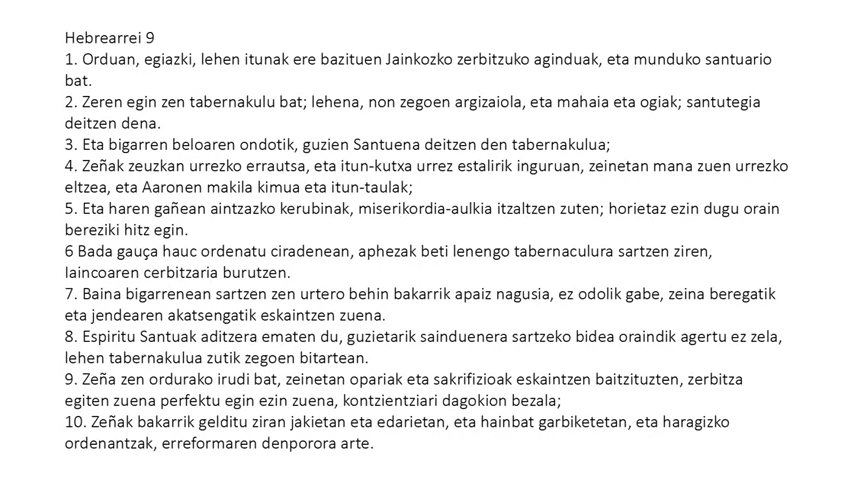 Hebrearrei 9
1. Orduan, egiazki, lehen itunak ere bazituen Jainkozko zerbitzuko aginduak, eta munduko santuario
bat.
2. Zeren egin zen tabernakulu bat; lehena, non zegoen argizaiola, eta mahaia eta ogiak; santutegia
deitzen dena.
3. Eta bigarren beloaren ondotik, guzien Santuena deitzen den tabernakulua;
4. Zeñak zeuzkan urrezko errautsa, eta itun-kutxa urrez estalirik inguruan, zeinetan mana zuen urrezko
eltzea, eta Aaronen makila kimua eta itun-taulak;
5. Eta haren gañean aintzazko kerubinak, miserikordia-aulkia itzaltzen zuten; horietaz ezin dugu orain
bereziki hitz egin.
6 Bada gauça hauc ordenatu ciradenean, aphezak beti lenengo tabernaculura sartzen ziren,
Iaincoaren cerbitzaria burutzen.
7. Baina bigarrenean sartzen zen urtero behin bakarrik apaiz nagusia, ez odolik gabe, zeina beregatik
eta jendearen akatsengatik eskaintzen zuena.
8. Espiritu Santuak aditzera ematen du, guzietarik sainduenera sartzeko bidea oraindik agertu ez zela,
lehen tabernakulua zutik zegoen bitartean.
9. Zeña zen ordurako irudi bat, zeinetan opariak eta sakrifizioak eskaintzen baitzituzten, zerbitza
egiten zuena perfektu egin ezin zuena, kontzientziari dagokion bezala;
10. Zeñak bakarrik gelditu ziran jakietan eta edarietan, eta hainbat garbiketetan, eta haragizko
ordenantzak, erreformaren denporora arte.